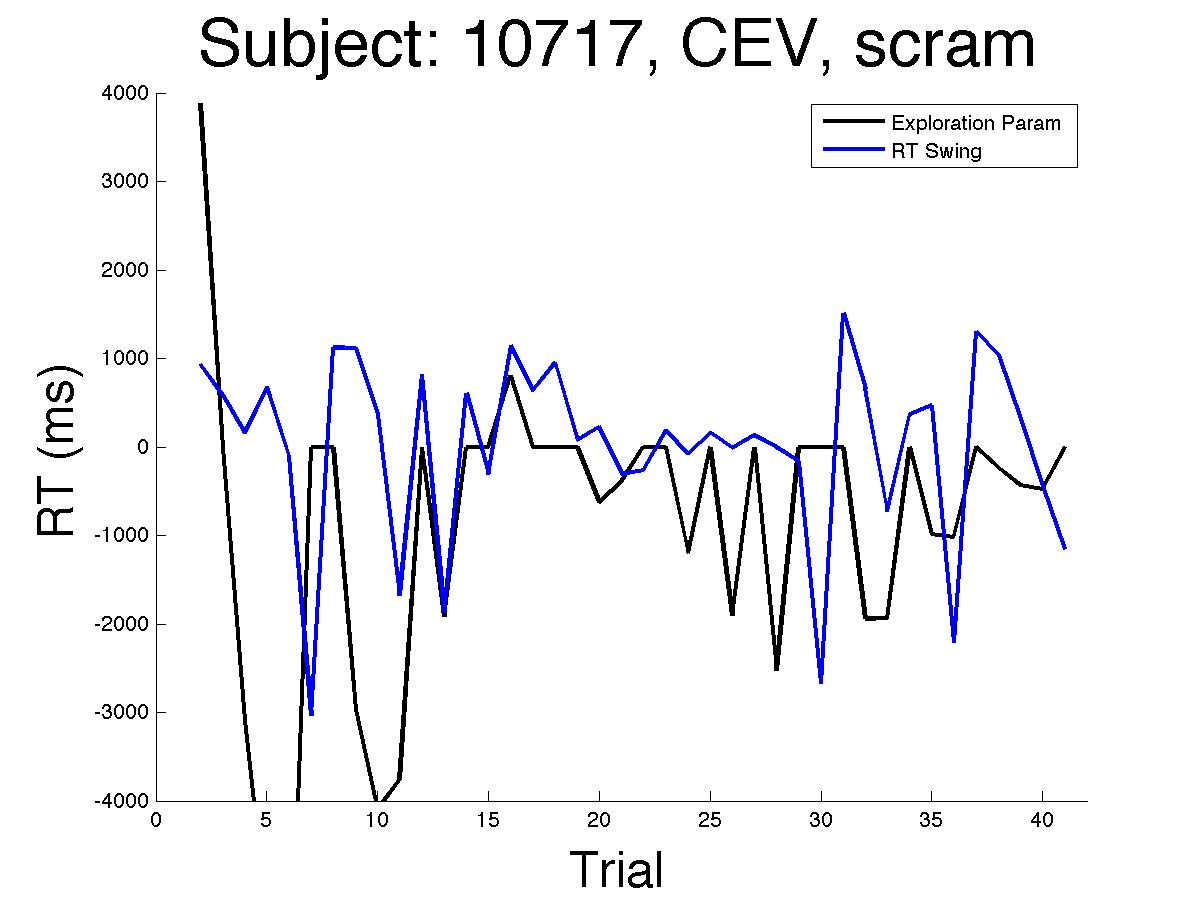 Subject: 10717, CEV, scram
Exploration Param
RT Swing
4000
3000
2000
1000
0
-1000
-2000
-3000
-4000
RT (ms)
0 5 10 15 20 25 30 35 40
Trial